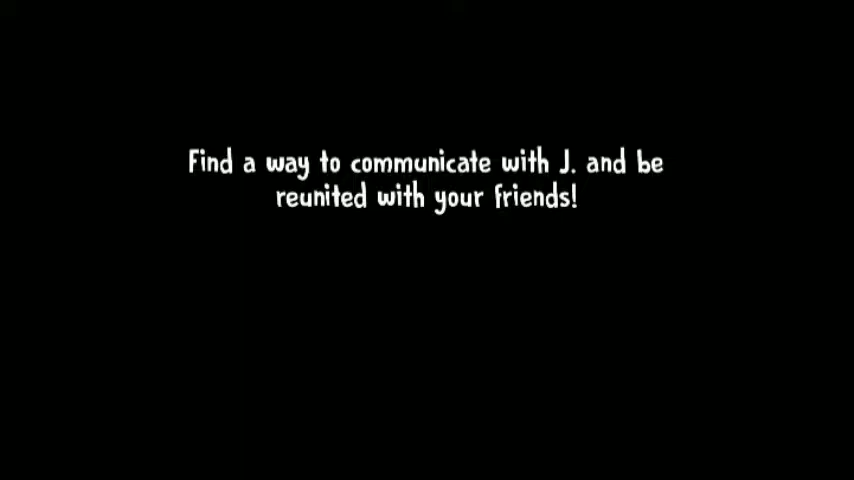 Find a way to communicate with J. and be
reunited with your friends!